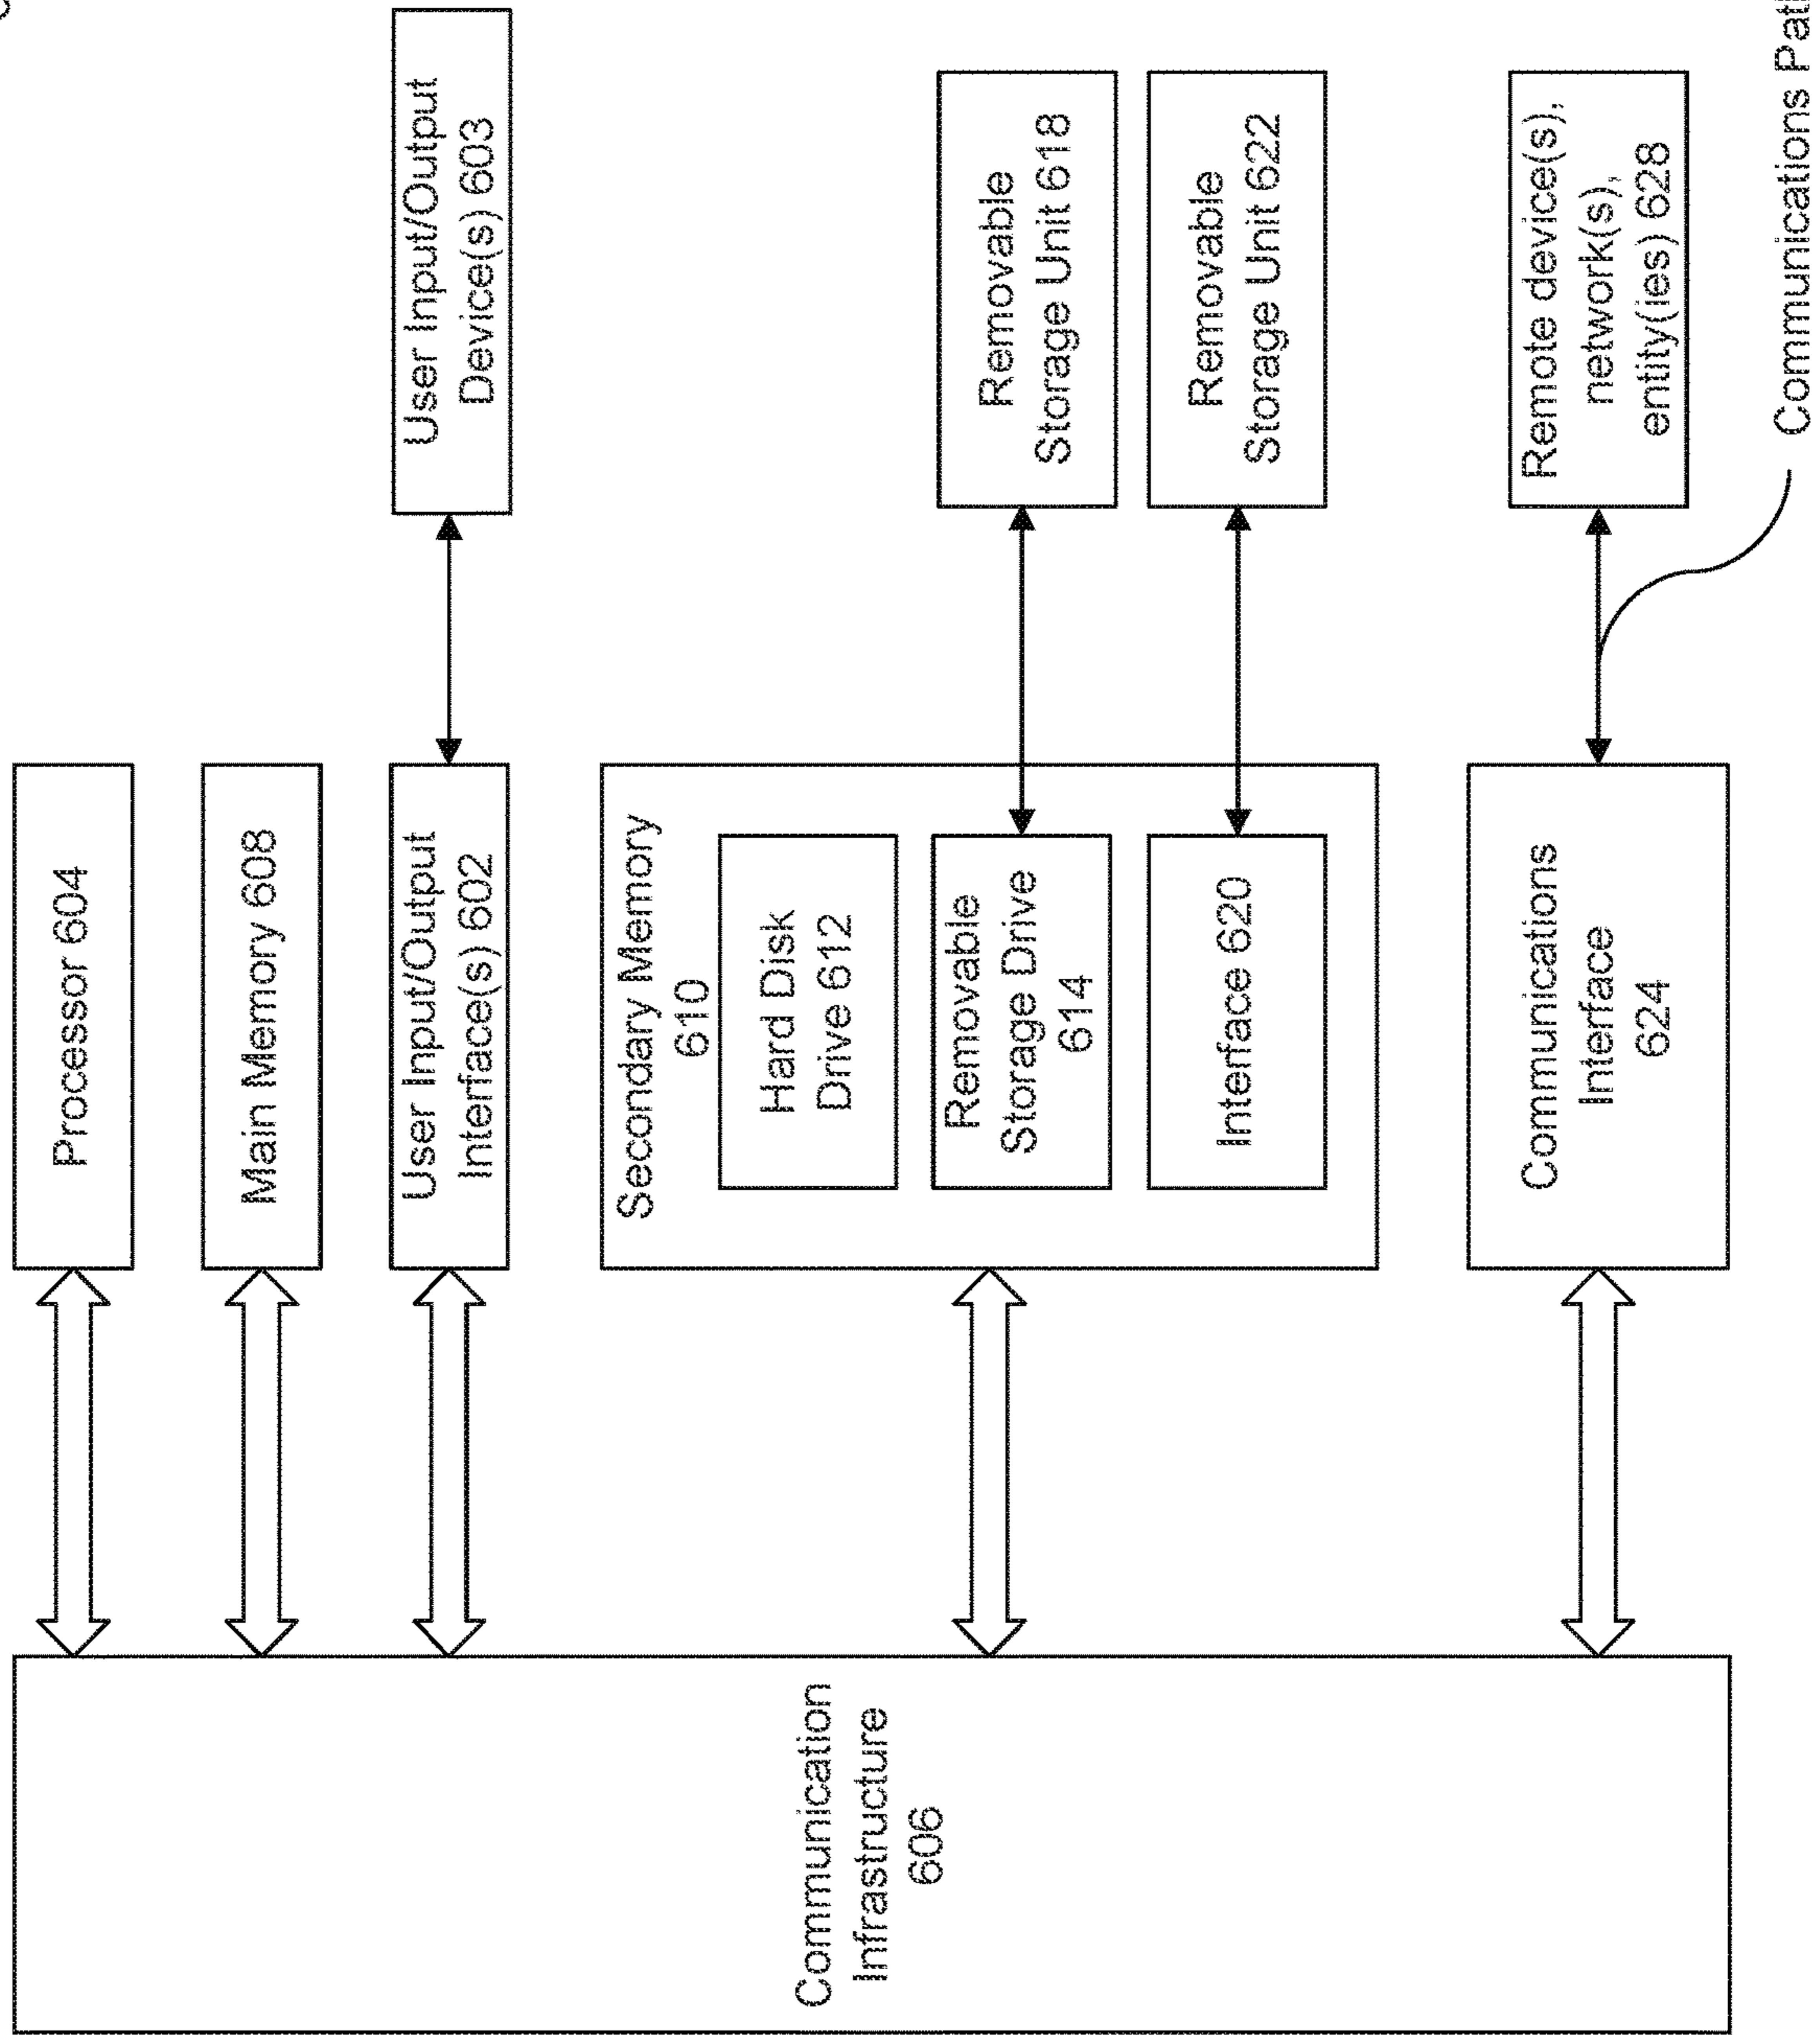 Processor 604
Main Memory 608
User Input/Output
Interface(s) 602
User Input/Output
Device(s) 603
Secondary Memory
610
Hard Disk
Drive 612
Removable
Storage Drive
614
Interface 620
Removable
Storage Unit 618
Removable
Storage Unit 622
Communications
Interface
624
Remote device(s),
network(s),
entity(ies) 628
Communications
Communication
Infrastructure
606